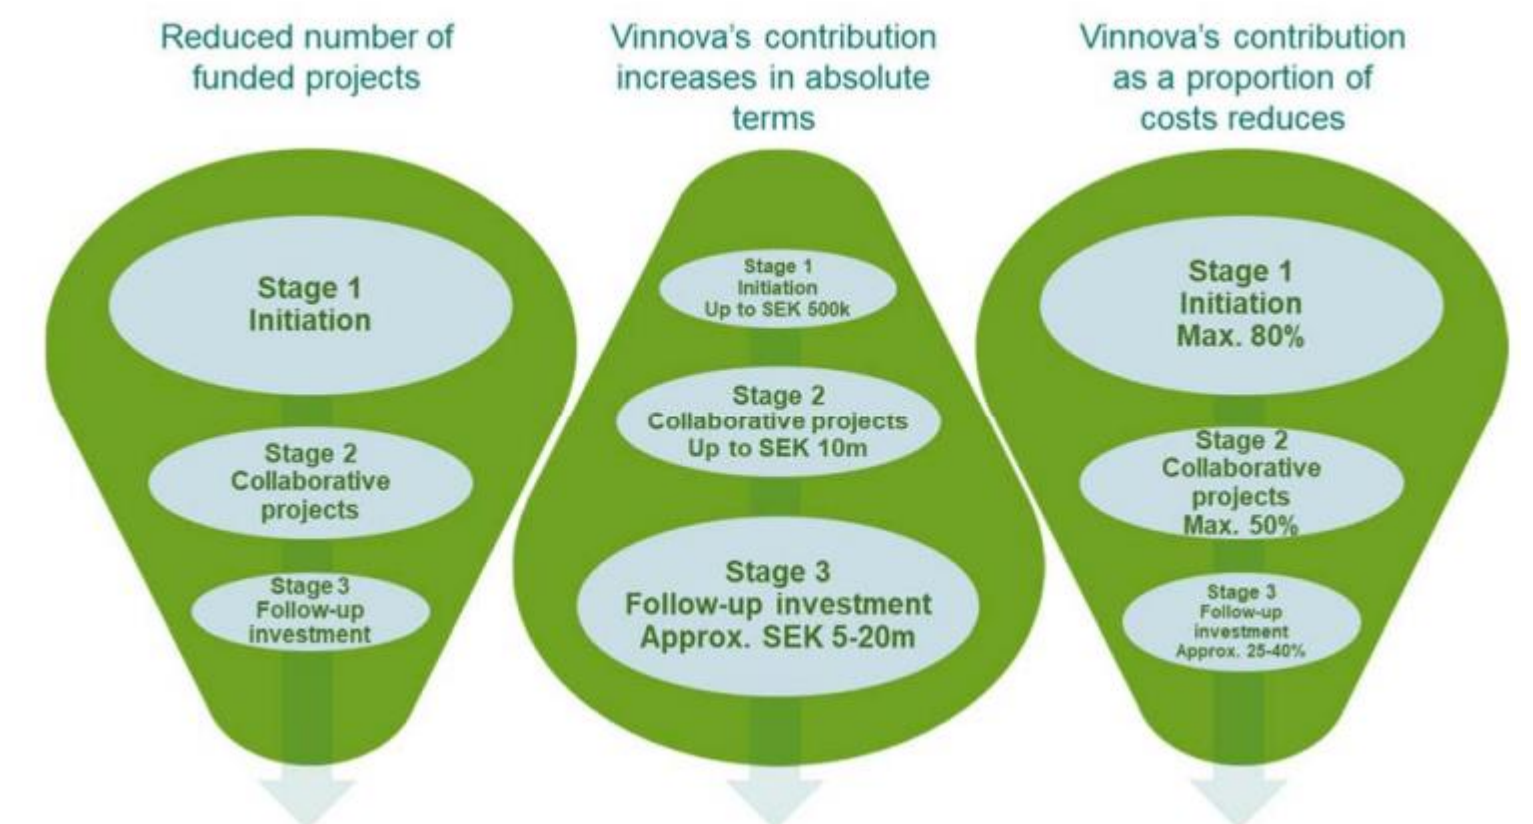 Reduced number of
funded projects
Vinnova's contribution
increases in absolute
terms
Vinnova's contribution
as a proportion of
costs reduces
Stage 1
Initiation
Stage 2
Collaborative
projects
Stage 3
Follow-up
investment
Stage 1
Initiation
Up to SEK 500k
Stage 2
Collaborative projects
Up to SEK 10m
Stage 3
Follow-up investment
Approx. SEK 5-20m
Stage 1
Initiation
Max. 80%
Stage 2
Collaborative
projects
Max. 50%
Stage 3
Follow-up
investment
Approx. 25-40%